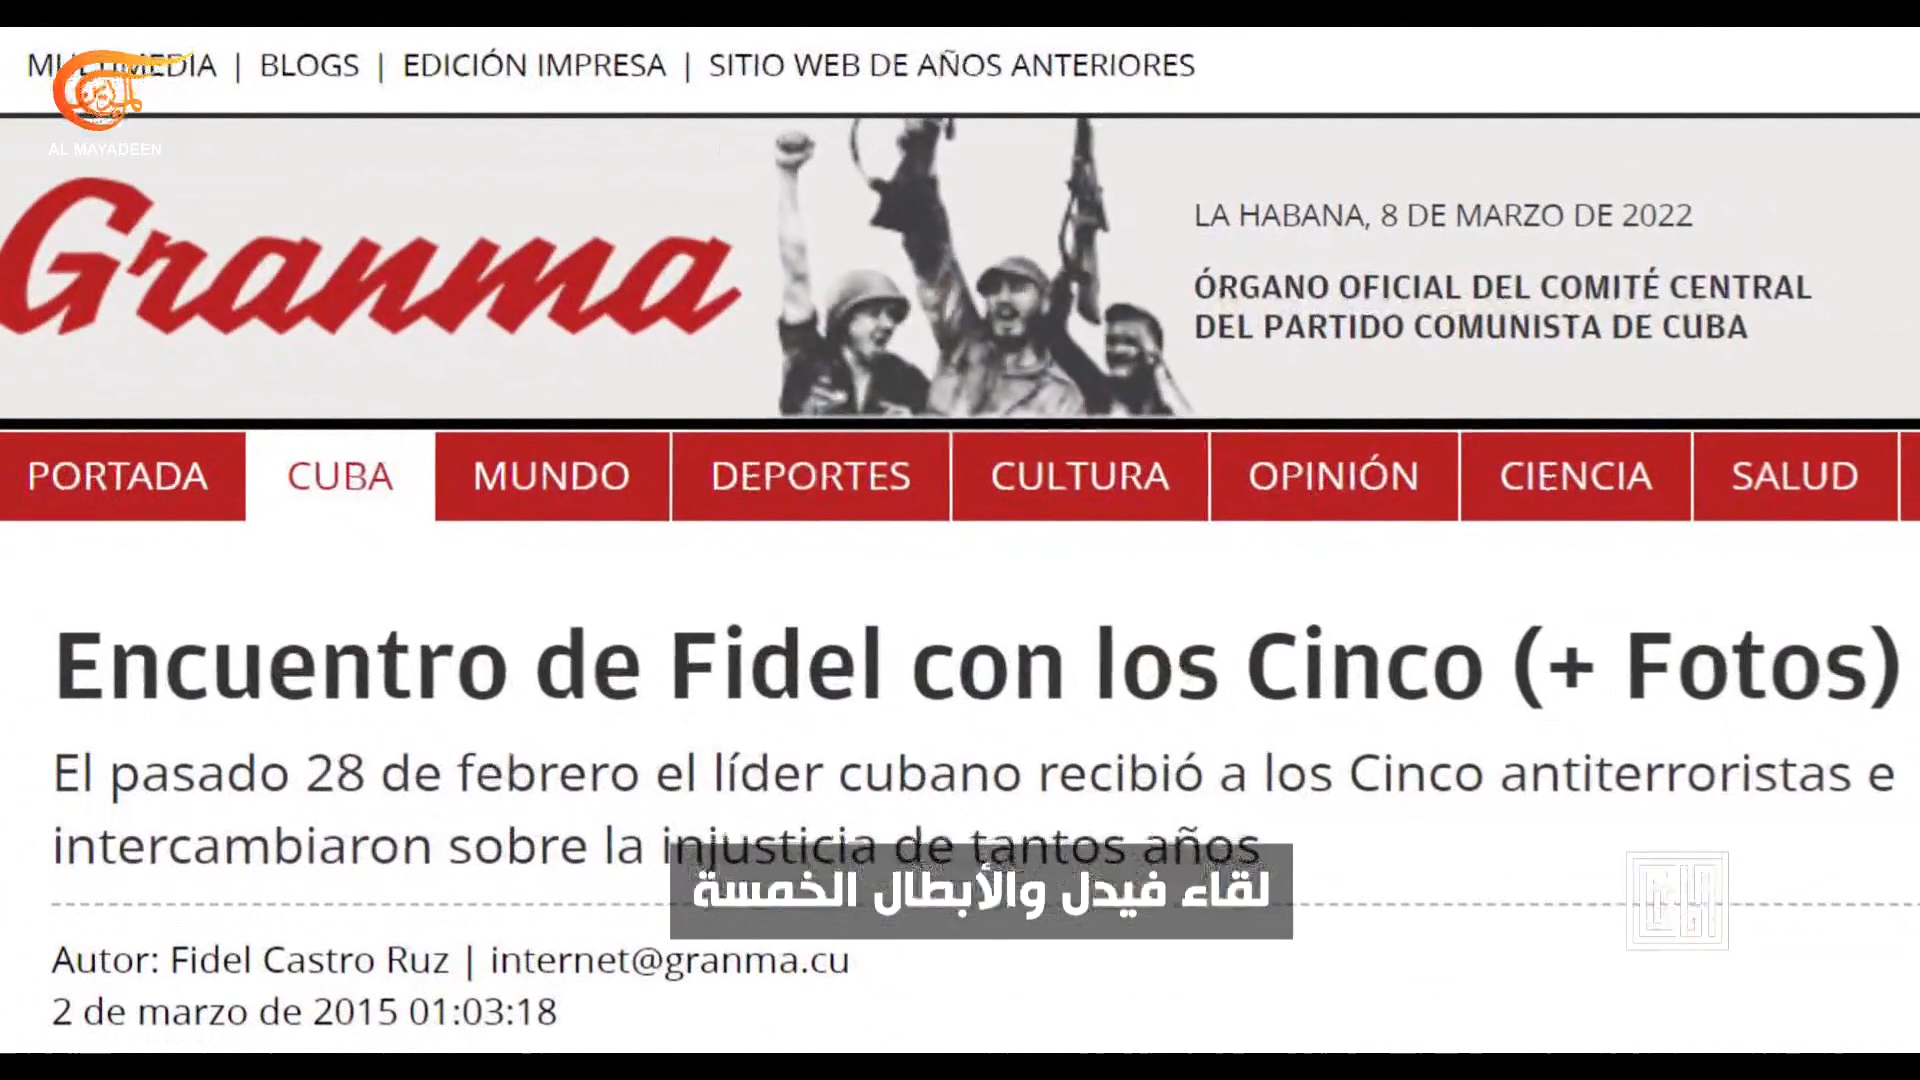 MULTIMEDIA | BLOGS | EDICIÓN IMPRESA | SITIO WEB DE AÑOS ANTERIORES
AL MAYADEEN
Granma
LA HABANA, 8 DE MARZO DE 2022
ÓRGANO OFICIAL DEL COMITÉ CENTRAL
DEL PARTIDO COMUNISTA DE CUBA
PORTADA CUBA MUNDO DEPORTES CULTURA OPINIÓN CIENCIA SALUD
Encuentro de Fidel con los Cinco (+ Fotos)
El pasado 28 de febrero el líder cubano recibió a los Cinco antiterroristas e
intercambiaron sobre la injusticia de tantos años
لقاء فيدل والأبطال الخمسة
Autor: Fidel Castro Ruz | internet@granma.cu
2 de marzo de 2015 01:03:18